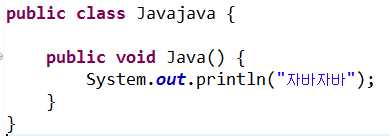 public class Javajava {
public void Java() {
System.out.println("자바자바");
}
}